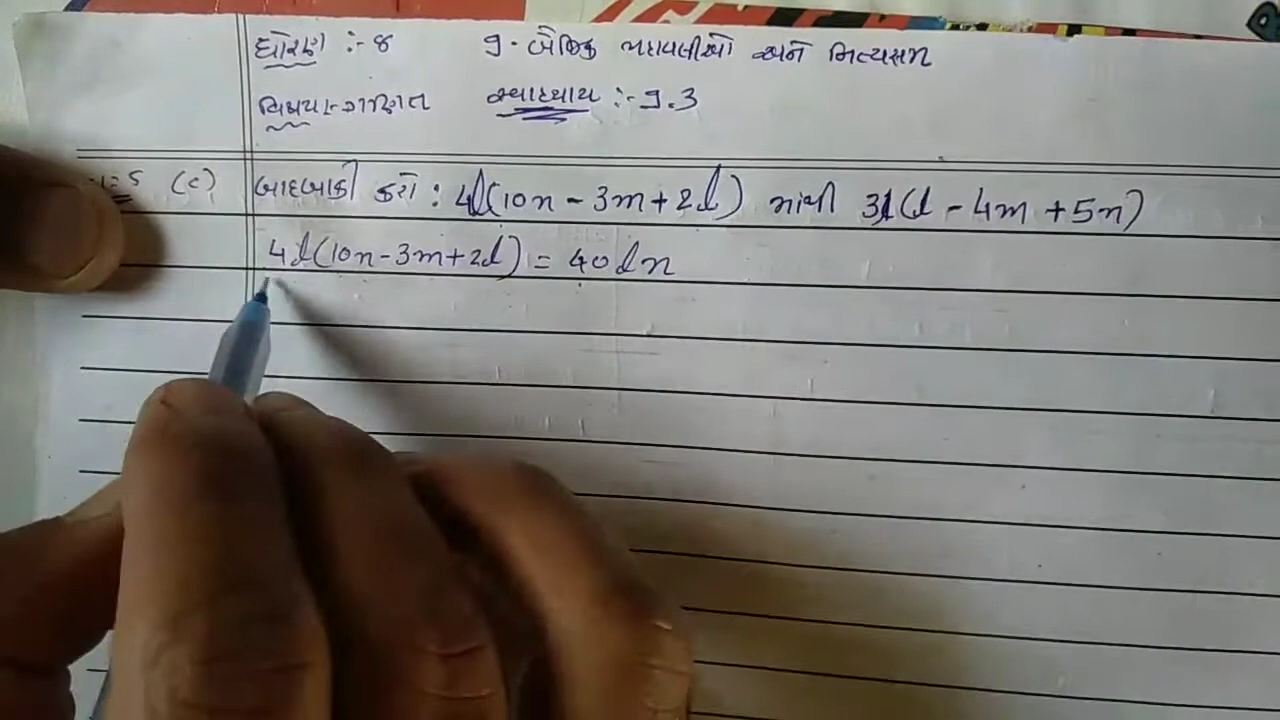 ધોરણ :- ૪ 9. બૈજિક પદાવલીઓ અને નિત્યસમ
વિષય :- ગણિત સ્વાધ્યાય :- 9.3
5 (c) બાદબાકી કરો : 4l(10n - 3m + 2l) માંથી 3l(l - 4m + 5n)
4l(10n - 3m + 2l) = 40ln